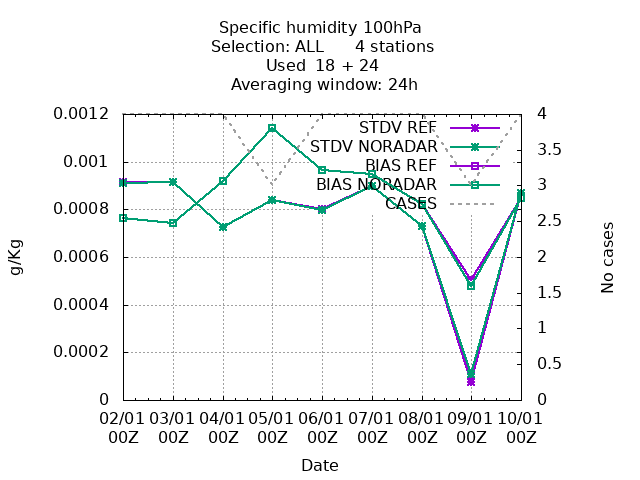 Specific humidity 100hPa
Selection: ALL 4 stations
Used 18 + 24
Averaging window: 24h
0.0012
0.001
0.0008
0.0006
0.0004
0.0002
0
g/Kg
STDV REF
STDV NORADAR
BIAS REF
BIAS NORADAR
CASES
4
3.5
3
2.5
2
1.5
1
0.5
0
No cases
02/01 03/01 04/01 05/01 06/01 07/01 08/01 09/01 10/01
00Z 00Z 00Z 00Z 00Z 00Z 00Z 00Z 00Z
Date